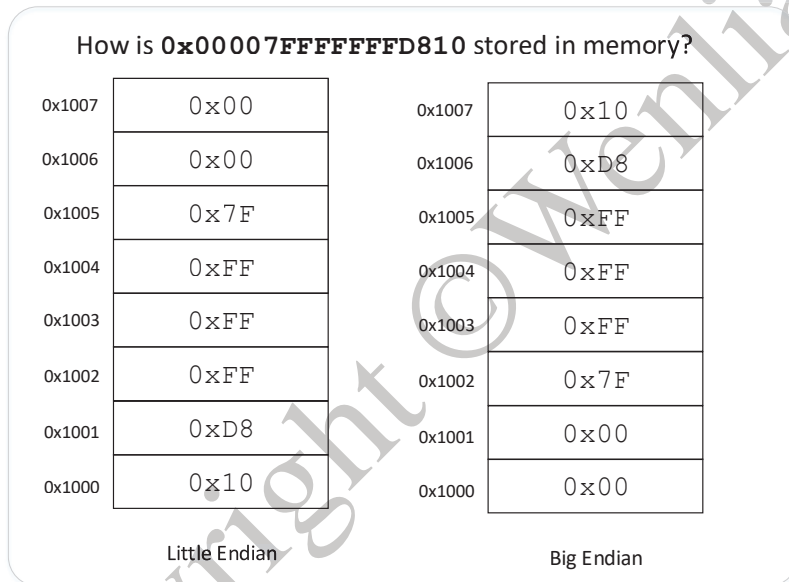 How is 0x00007FFFFFFFD810 stored in memory?
0x1007 0x00
0x1006 0x00
0x1005 0x7F
0x1004 0xFF
0x1003 0xFF
0x1002 0xFF
0x1001 0xD8
0x1000 0x10
Little Endian
0x1007 0x10
0x1006 0xD8
0x1005 0xFF
0x1004 0xFF
0x1003 0xFF
0x1002 0x7F
0x1001 0x00
0x1000 0x00
Big Endian